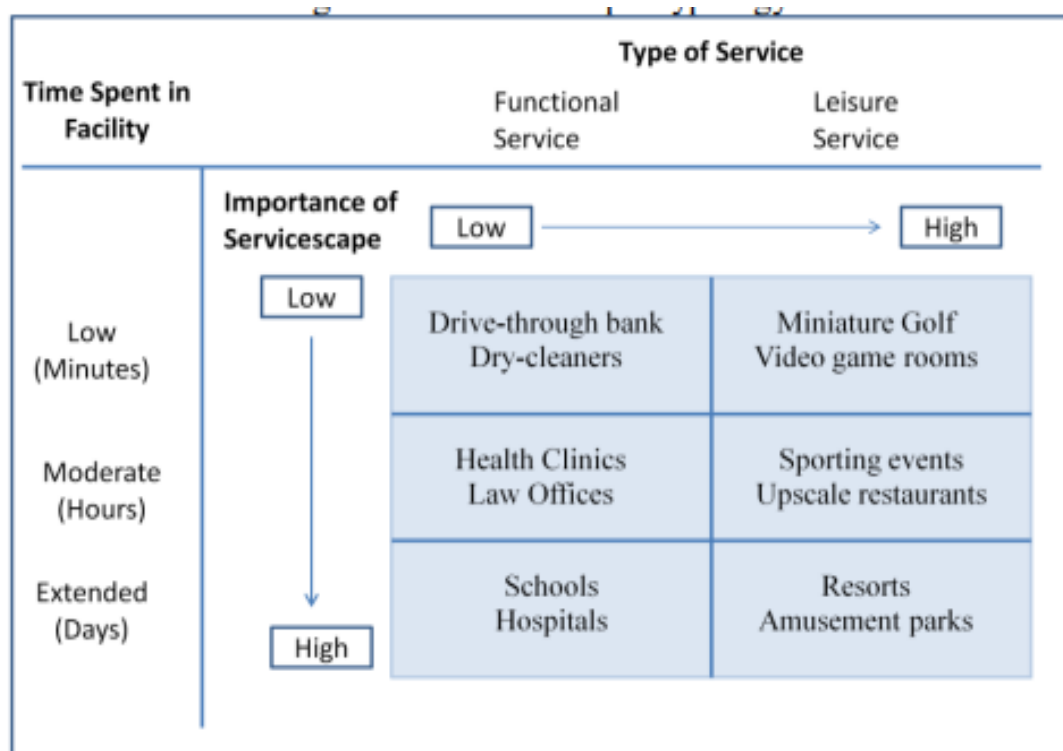 Type of Service
Time Spent in
Facility
Functional
Service
Leisure
Service
Importance of
Servicescape
Low
High
Low
Low
(Minutes)
Drive-through bank
Dry-cleaners
Miniature Golf
Video game rooms
Moderate
(Hours)
Health Clinics
Law Offices
Sporting events
Upscale restaurants
Extended
(Days)
Schools
Hospitals
Resorts
Amusement parks
High